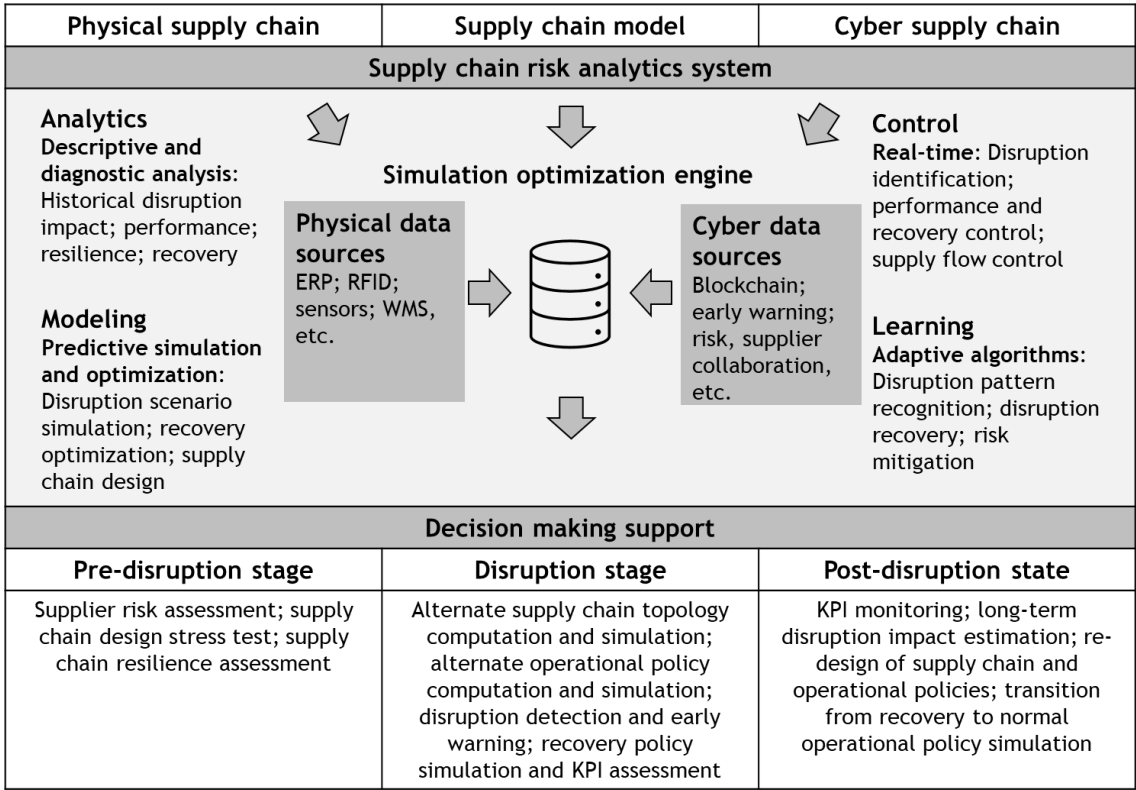 Physical supply chain
Supply chain model
Cyber supply chain
Supply chain risk analytics system
Analytics
Descriptive and
diagnostic analysis:
Historical disruption
impact; performance;
resilience; recovery
Modeling
Predictive simulation
and optimization:
Disruption scenario
simulation; recovery
optimization; supply
chain design
Simulation optimization engine
Physical data
sources
ERP; RFID;
sensors; WMS,
etc.
Cyber data
sources
Blockchain;
early warning;
risk, supplier
collaboration,
etc.
Control
Real-time: Disruption
identification;
performance and
recovery control;
supply flow control
Learning
Adaptive algorithms:
Disruption pattern
recognition; disruption
recovery; risk
mitigation
Decision making support
Pre-disruption stage
Disruption stage
Post-disruption state
Supplier risk assessment; supply
chain design stress test; supply
chain resilience assessment
Alternate supply chain topology
computation and simulation;
alternate operational policy
computation and simulation;
disruption detection and early
warning; recovery policy
simulation and KPI assessment
KPI monitoring; long-term
disruption impact estimation; re-
design of supply chain and
operational policies; transition
from recovery to normal
operational policy simulation